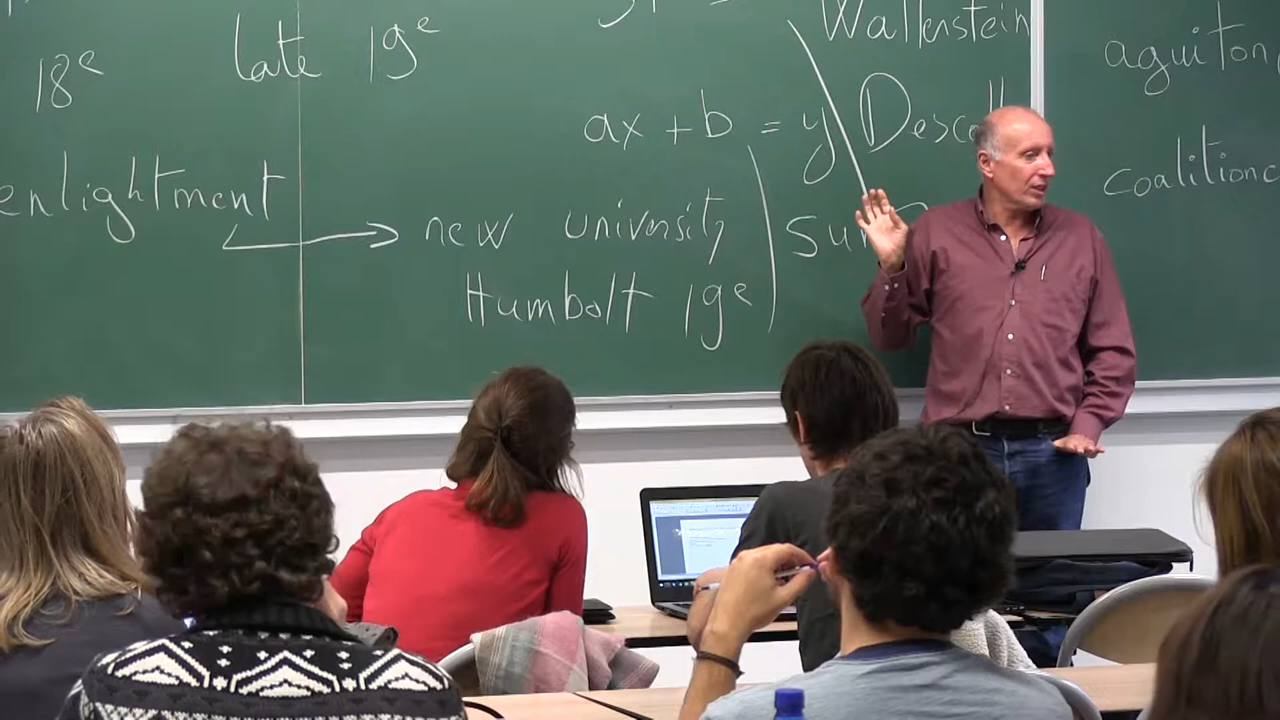 18e
late 19e
enlightment
new university
Humbolt 19e
Wallenstein
ax + b = y
aguiton
coalition